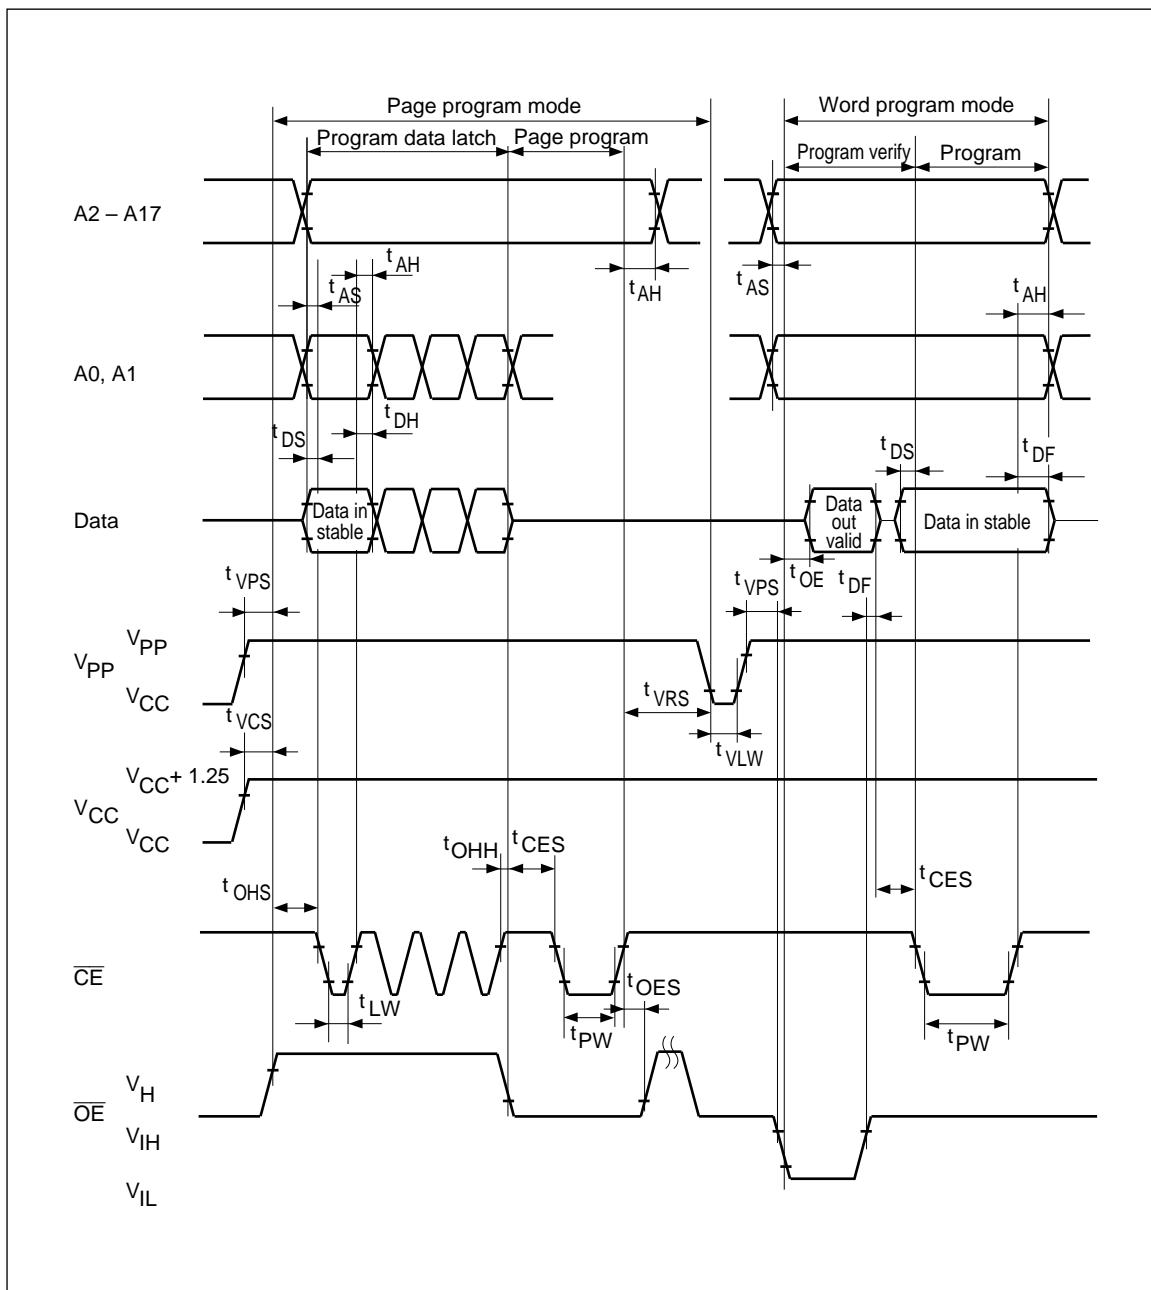 Page program mode
Word program mode
Program data latch
Page program
Program verify
Program
A2 – A17
tAH
tAS
tAH
tAS
tAH
A0, A1
tDH
tDS
tDS
tDF
Data
Data in
stable
Data
out
valid
Data in stable
tVPS
tOE
tVPS
tDF
VPP
VPP
VCC
tVRS
tVCS
tVLW
VCC+ 1.25
VCC
VCC
tOHH
tCES
tOHS
tCES
CE
tLW
tOES
tPW
tPW
VH
OE
VIH
VIL